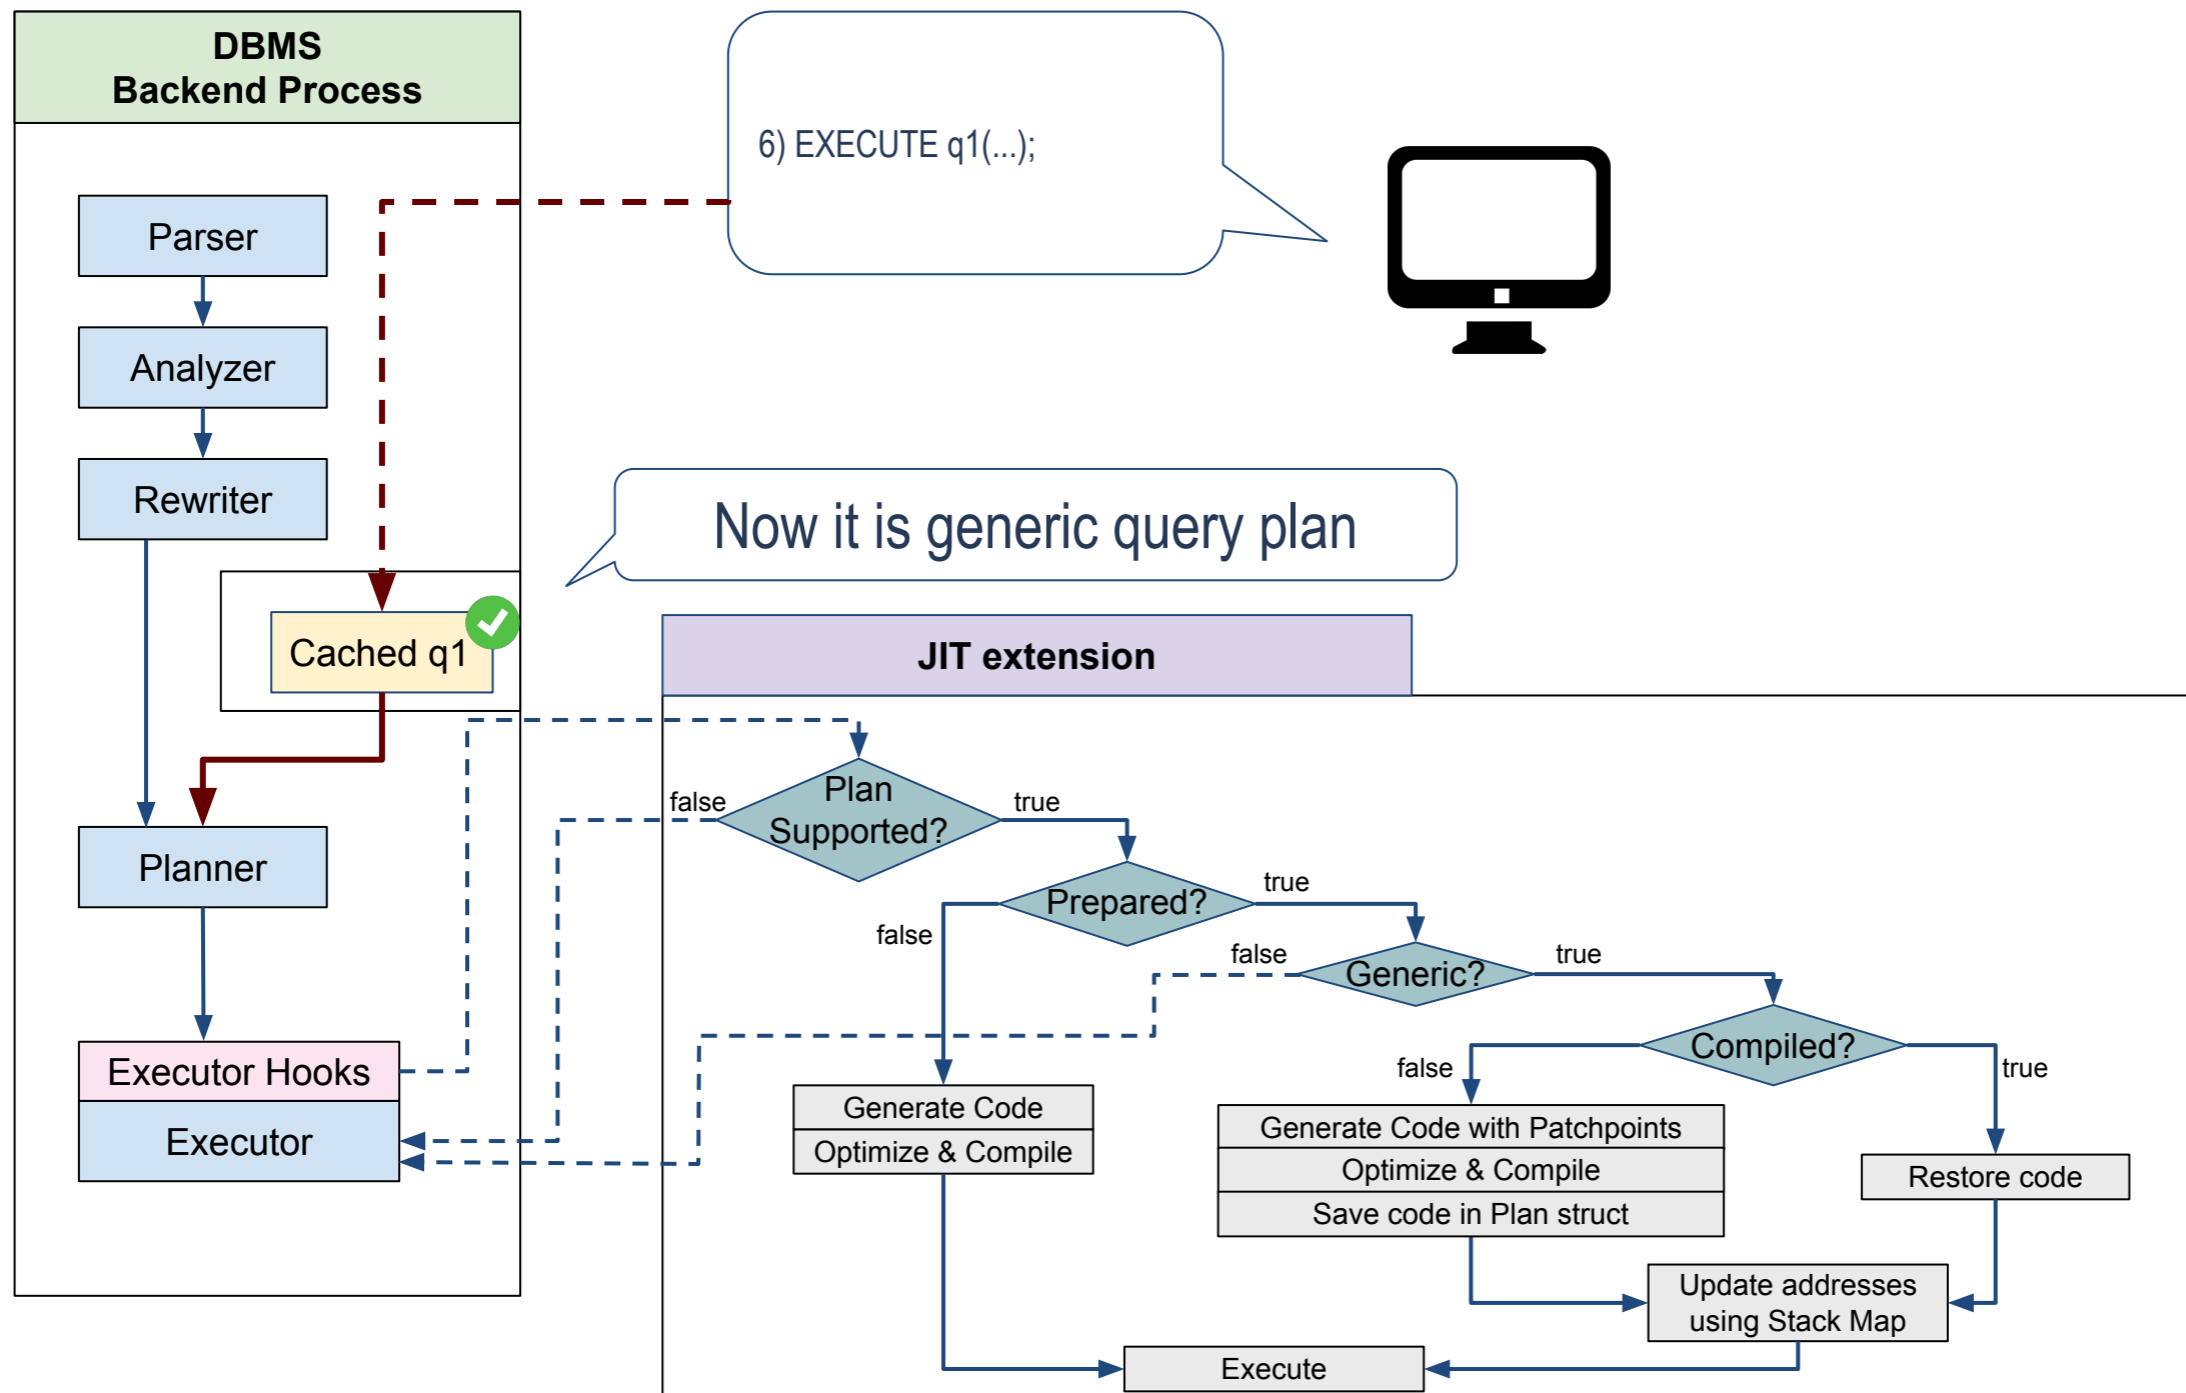 DBMS
Backend Process
6) EXECUTE q1(...);
Parser
Analyzer
Rewriter
Now it is generic query plan
Cached q1
JIT extension
Plan
Supported?
false
true
Planner
Prepared?
true
false
Generic?
false
true
Executor Hooks
Executor
Compiled?
false
true
Generate Code
Optimize & Compile
Generate Code with Patchpoints
Optimize & Compile
Save code in Plan struct
Restore code
Update addresses
using Stack Map
Execute